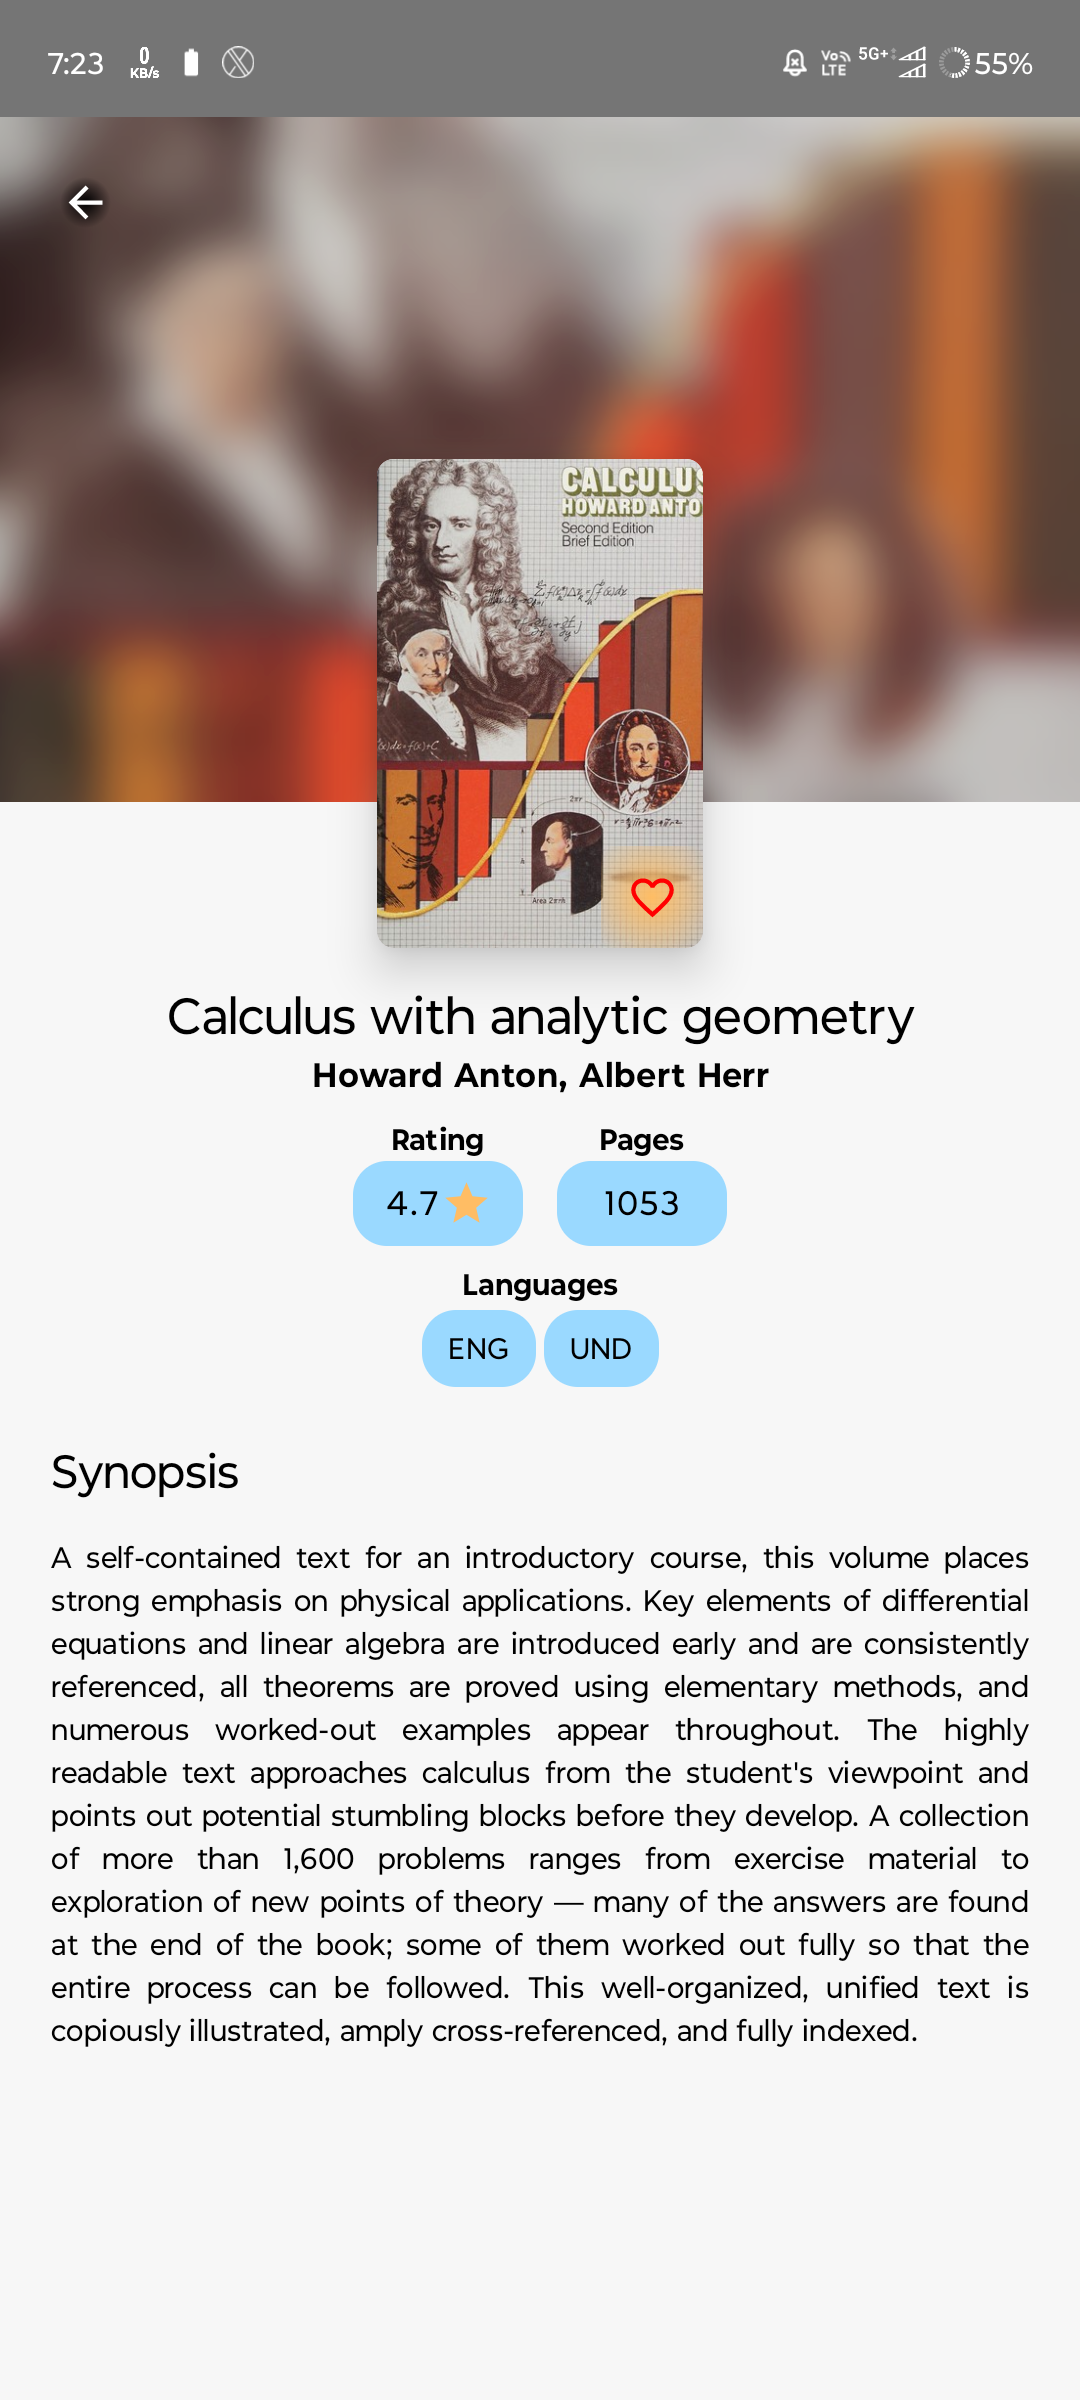 7:23
0
KB/s
Vo
LTE
5G+
55%
CALCULUS
HOWARD ANTO
Second Edition
Brief Edition
2πr
h
Area 2πrh
Calculus with analytic geometry
Howard Anton, Albert Herr
Rating
Pages
4.7
1053
Languages
ENG
UND
Synopsis
A self-contained text for an introductory course, this volume places
strong emphasis on physical applications. Key elements of differential
equations and linear algebra are introduced early and are consistently
referenced, all theorems are proved using elementary methods, and
numerous worked-out examples appear throughout. The highly
readable text approaches calculus from the student's viewpoint and
points out potential stumbling blocks before they develop. A collection
of more than 1,600 problems ranges from exercise material to
exploration of new points of theory — many of the answers are found
at the end of the book; some of them worked out fully so that the
entire process can be followed. This well-organized, unified text is
copiously illustrated, amply cross-referenced, and fully indexed.